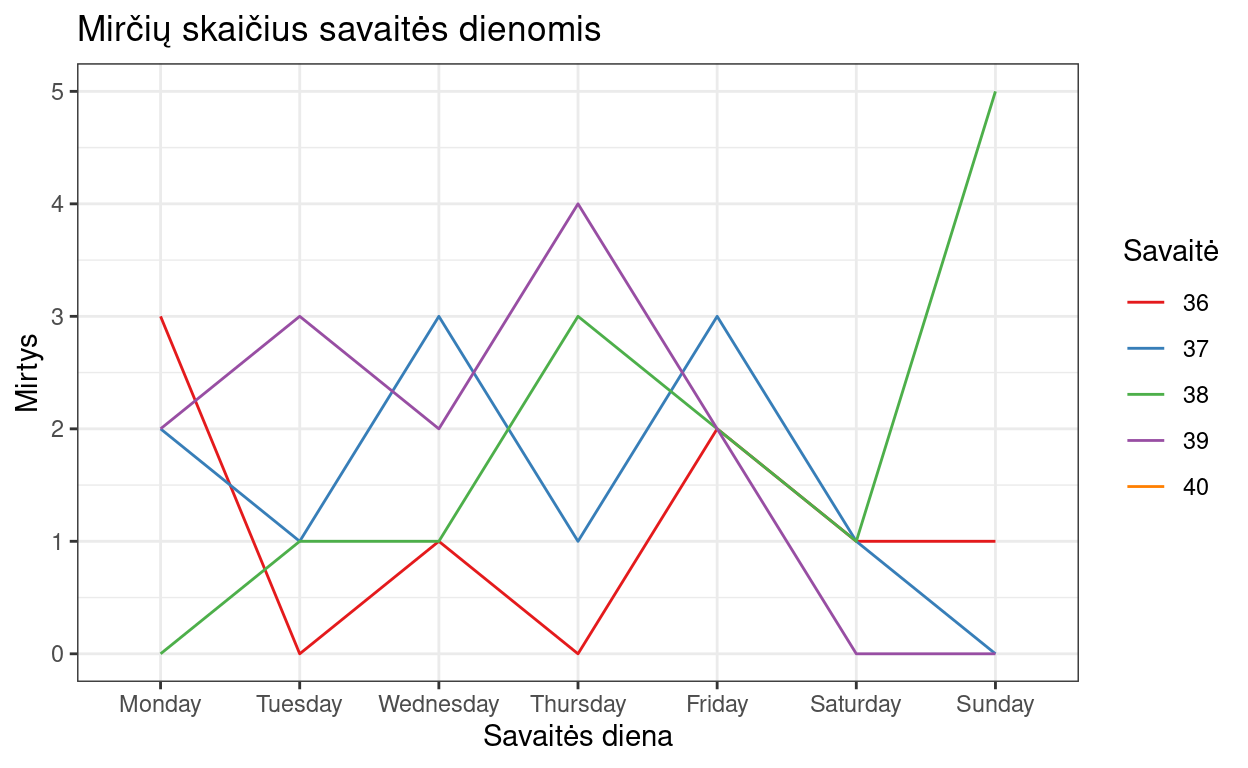 Mirčių skaičius savaitės dienomis
5
4
3
2
1
0
Mirtys
Monday Tuesday Wednesday Thursday Friday Saturday Sunday
Savaitės diena
Savaitė
36
37
38
39
40